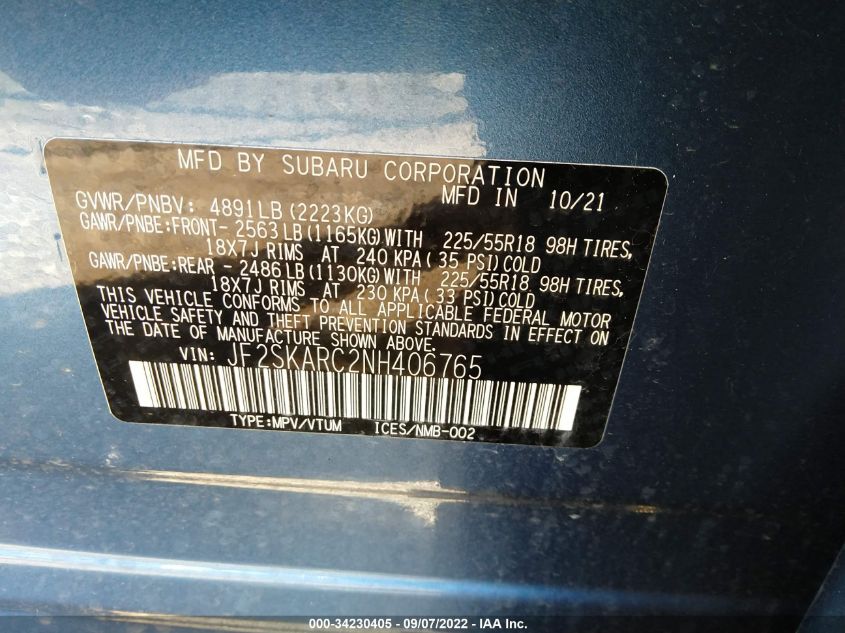 MFD BY SUBARU CORPORATION
GVWR/PNBV: 4891LB(2223KG) MFD IN 10/21
GAWR/PNBE:FRONT- 2563LB(1165KG)WITH 225/55R18 98H TIRES,
18X7J RIMS AT 240 KPA(35 PSI)COLD
GAWR/PNBE:REAR - 2486LB(1130KG)WITH 225/55R18 98H TIRES,
18X7J RIMS AT 230 KPA(33 PSI)COLD
THIS VEHICLE CONFORMS TO ALL APPLICABLE FEDERAL MOTOR
VEHICLE SAFETY AND THEFT PREVENTION STANDARDS IN EFFECT ON
THE DATE OF MANUFACTURE SHOWN ABOVE.
VIN: JF2SKARC2NH406765
TYPE:MPV/VTUM ICES/NMB-002
000-34230405 - 09/07/2022 - IAA Inc.